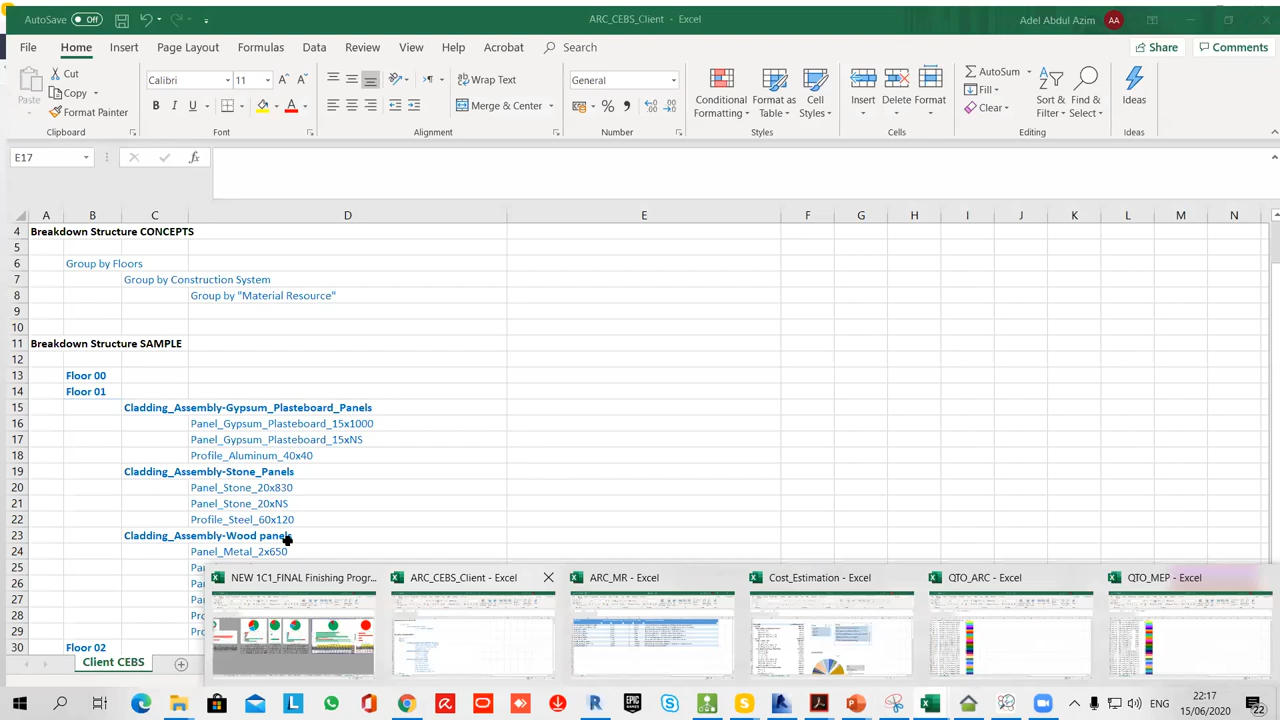 AutoSave Off ARC_CEBS_Client - Excel Adel Abdul Azim AA
File Home Insert Page Layout Formulas Data Review View Help Acrobat Search Share Comments
Paste Cut Copy Format Painter
Calibri 11 B I U A
Wrap Text Merge & Center
General % 9
Conditional Formatting Format as Table Cell Styles
Insert Delete Format
AutoSum Fill Clear
Sort & Filter Find & Select
Ideas
Clipboard Font Alignment Number Styles Cells Editing Ideas
E17 fx
A B C D E F G H I J K L M N
4 Breakdown Structure CONCEPTS
5
6 Group by Floors
7 Group by Construction System
8 Group by "Material Resource"
9
10
11 Breakdown Structure SAMPLE
12
13 Floor 00
14 Floor 01
15 Cladding_Assembly-Gypsum_Plasteboard_Panels
16 Panel_Gypsum_Plasteboard_15x1000
17 Panel_Gypsum_Plasteboard_15xNS
18 Profile_Aluminum_40x40
19 Cladding_Assembly-Stone_Panels
20 Panel_Stone_20x830
21 Panel_Stone_20xNS
22 Profile_Steel_60x120
23 Cladding_Assembly-Wood panels
24 Panel_Metal_2x650
25 Pa
26 Pa
27 Pa
28 Pro
29 Pro
30 Floor 02
NEW 1C1_FINAL Finishing Progr... ARC_CEBS_Client - Excel ARC_MR - Excel Cost_Estimation - Excel QTO_ARC - Excel QTO_MEP - Excel
Client CEBS
ENG 22:17
15/06/2020 22